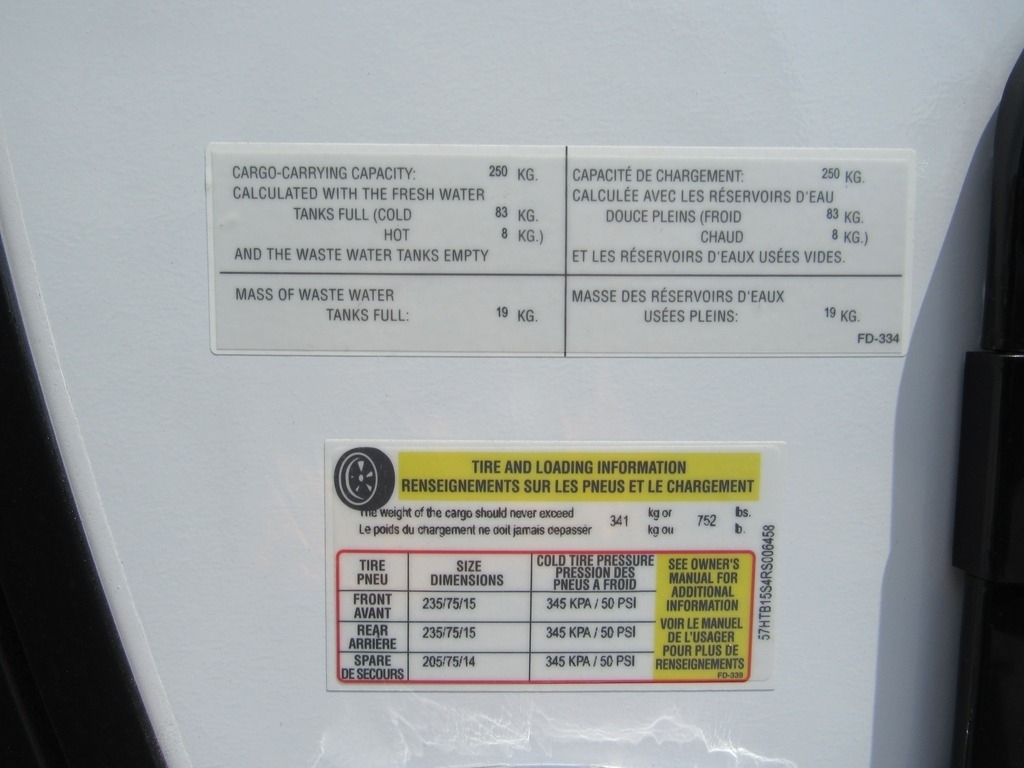 CARGO-CARRYING CAPACITY: 250 KG.
CALCULATED WITH THE FRESH WATER
TANKS FULL (COLD 83 KG.
HOT 8 KG.)
AND THE WASTE WATER TANKS EMPTY
CAPACITÉ DE CHARGEMENT: 250 KG.
CALCULÉE AVEC LES RÉSERVOIRS D'EAU
DOUCE PLEINS (FROID 83 KG.
CHAUD 8 KG.)
ET LES RÉSERVOIRS D'EAUX USÉES VIDES.
MASS OF WASTE WATER
TANKS FULL: 19 KG.
MASSE DES RÉSERVOIRS D'EAUX
USÉES PLEINS: 19 KG.
FD-334
TIRE AND LOADING INFORMATION
RENSEIGNEMENTS SUR LES PNEUS ET LE CHARGEMENT
The weight of the cargo should never exceed 341 kg or 752 lbs.
Le poids du chargement ne doit jamais depasser kg ou lb.
TIRE
PNEU
SIZE
DIMENSIONS
COLD TIRE PRESSURE
PRESSION DES
PNEUS A FROID
FRONT
AVANT
235/75/15
345 KPA / 50 PSI
REAR
ARRIÈRE
235/75/15
345 KPA / 50 PSI
SPARE
DE SECOURS
205/75/14
345 KPA / 50 PSI
SEE OWNER'S
MANUAL FOR
ADDITIONAL
INFORMATION
VOIR LE MANUEL
DE L'USAGER
POUR PLUS DE
RENSEIGNEMENTS
FD-339
57HTB15S4RS006458